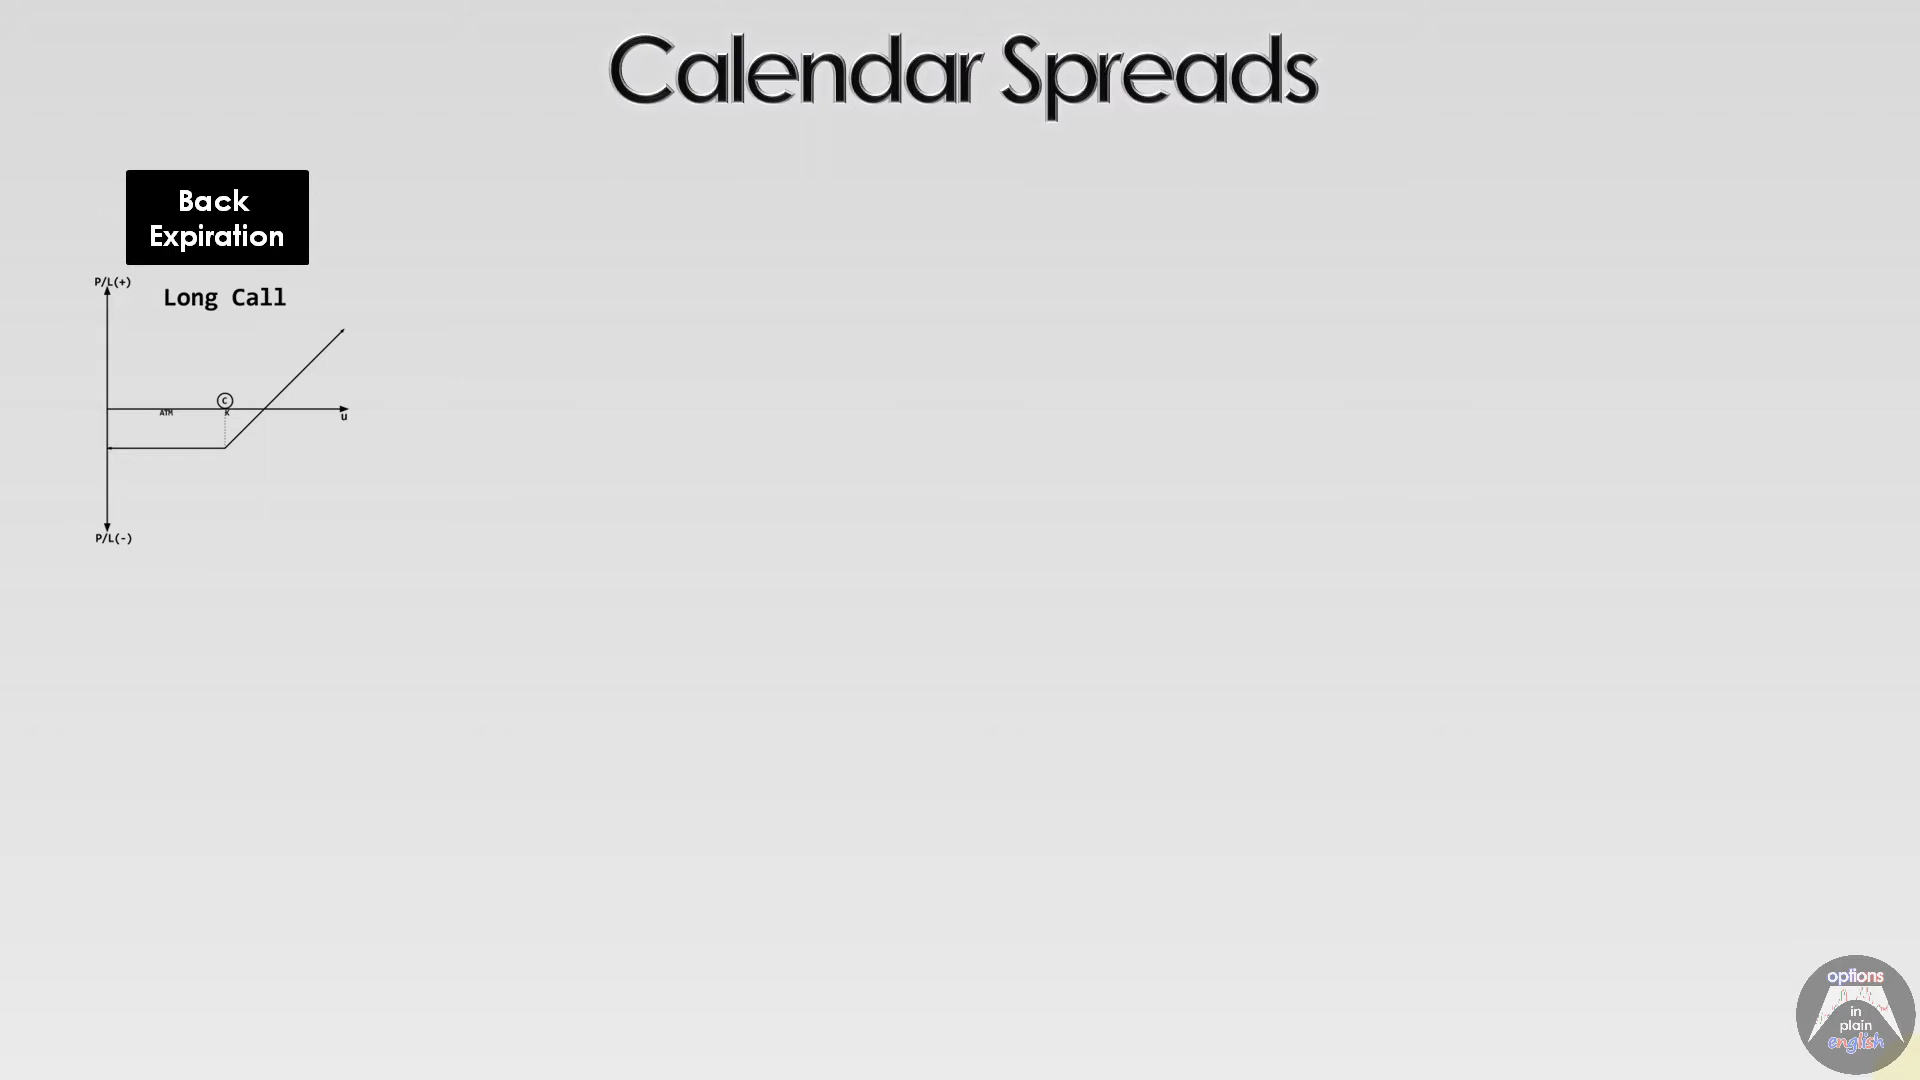 Calendar Spreads
Back
Expiration
P/L(+)
Long Call
C
ATM
K
u
P/L(-)
options
in
plain
english